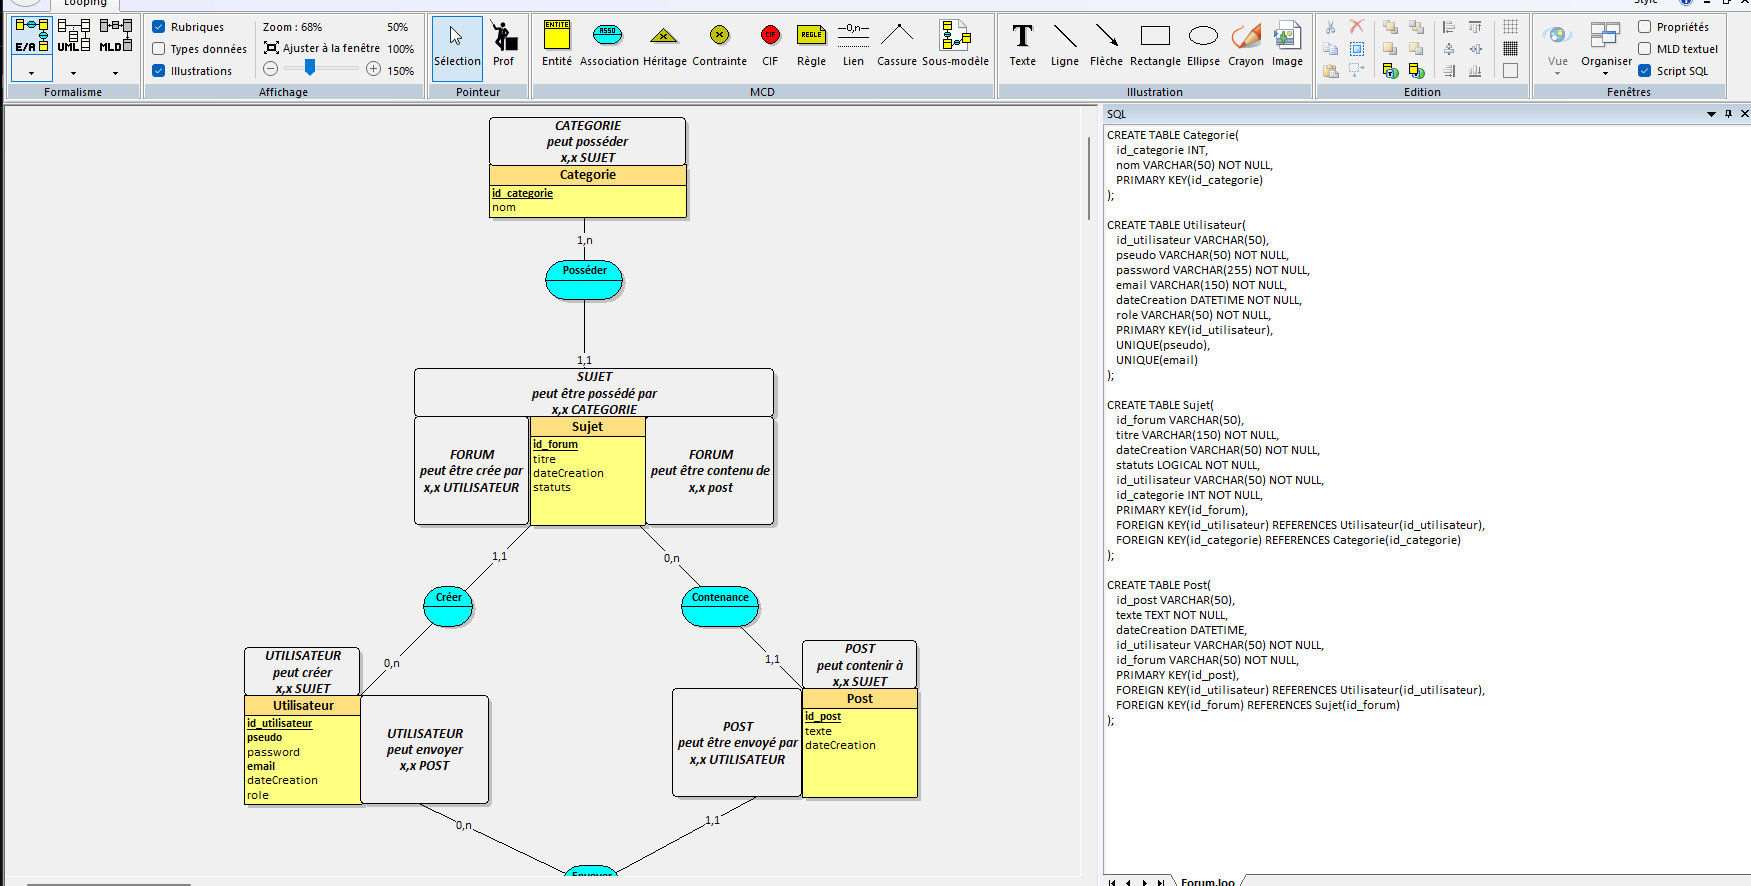 Looping
Style
E/A
UML
MLD
Formalisme
Rubriques
Types données
Illustrations
Zoom : 68%
50%
Ajuster à la fenêtre
100%
150%
Affichage
Sélection
Prof
Pointeur
ENTITE
Entité
ASSO
Association
Héritage
Contrainte
CIF
CIF
REGLE
Règle
—0,n—
Lien
Cassure
Sous-modèle
MCD
T
Texte
Ligne
Flèche
Rectangle
Ellipse
Crayon
Image
Illustration
Edition
Vue
Organiser
Propriétés
MLD textuel
Script SQL
Fenêtres
CATEGORIE
peut posséder
x,x SUJET
Categorie
id_categorie
nom
1,n
Posséder
1,1
SUJET
peut être possédé par
x,x CATEGORIE
FORUM
peut être crée par
x,x UTILISATEUR
Sujet
id_forum
titre
dateCreation
statuts
FORUM
peut être contenu de
x,x post
1,1
0,n
Créer
Contenance
0,n
1,1
UTILISATEUR
peut créer
x,x SUJET
Utilisateur
id_utilisateur
pseudo
password
email
dateCreation
role
UTILISATEUR
peut envoyer
x,x POST
POST
peut contenir à
x,x SUJET
POST
peut être envoyé par
x,x UTILISATEUR
Post
id_post
texte
dateCreation
0,n
1,1
Envoyer
SQL
CREATE TABLE Categorie(
id_categorie INT,
nom VARCHAR(50) NOT NULL,
PRIMARY KEY(id_categorie)
);
CREATE TABLE Utilisateur(
id_utilisateur VARCHAR(50),
pseudo VARCHAR(50) NOT NULL,
password VARCHAR(255) NOT NULL,
email VARCHAR(150) NOT NULL,
dateCreation DATETIME NOT NULL,
role VARCHAR(50) NOT NULL,
PRIMARY KEY(id_utilisateur),
UNIQUE(pseudo),
UNIQUE(email)
);
CREATE TABLE Sujet(
id_forum VARCHAR(50),
titre VARCHAR(150) NOT NULL,
dateCreation VARCHAR(50) NOT NULL,
statuts LOGICAL NOT NULL,
id_utilisateur VARCHAR(50) NOT NULL,
id_categorie INT NOT NULL,
PRIMARY KEY(id_forum),
FOREIGN KEY(id_utilisateur) REFERENCES Utilisateur(id_utilisateur),
FOREIGN KEY(id_categorie) REFERENCES Categorie(id_categorie)
);
CREATE TABLE Post(
id_post VARCHAR(50),
texte TEXT NOT NULL,
dateCreation DATETIME,
id_utilisateur VARCHAR(50) NOT NULL,
id_forum VARCHAR(50) NOT NULL,
PRIMARY KEY(id_post),
FOREIGN KEY(id_utilisateur) REFERENCES Utilisateur(id_utilisateur),
FOREIGN KEY(id_forum) REFERENCES Sujet(id_forum)
);
Forum.loo